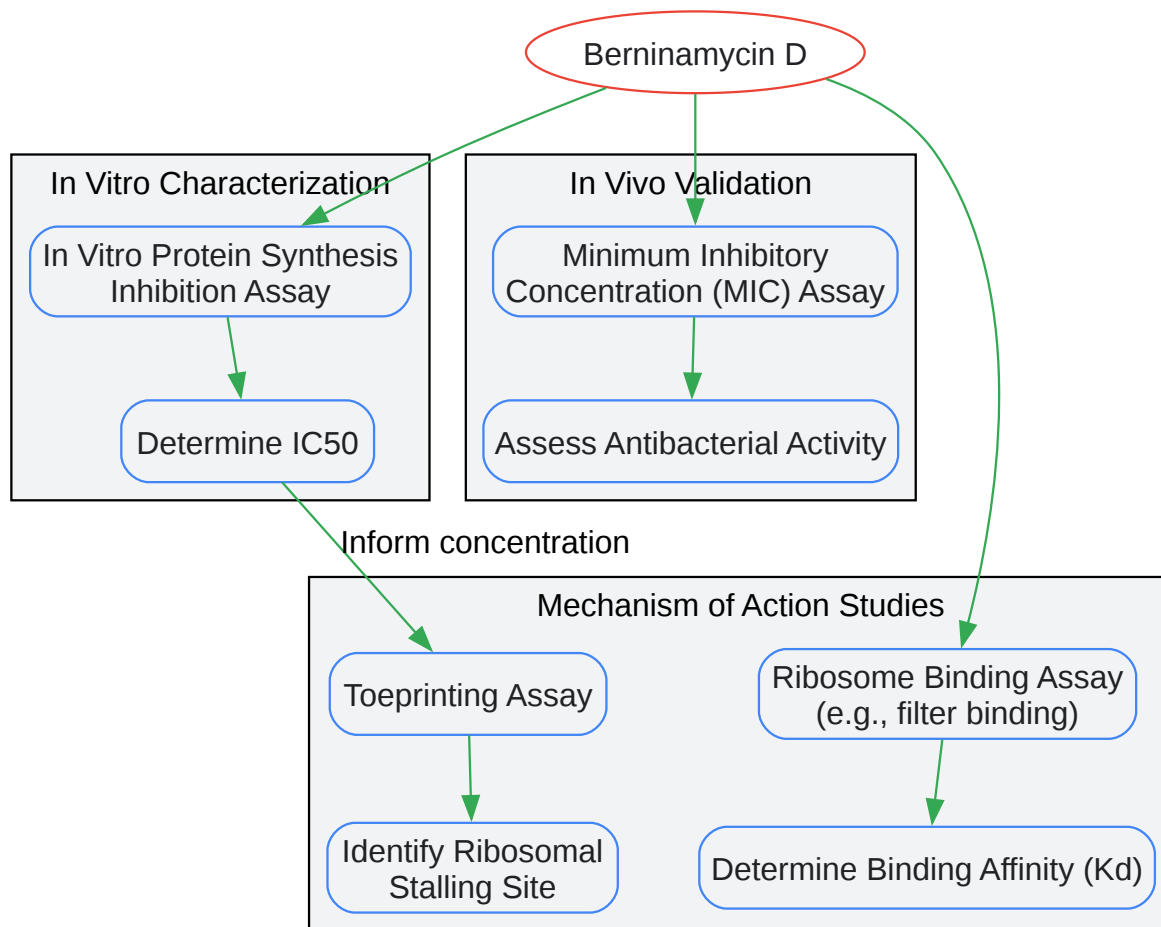 Berninamycin D
In Vitro Characterization
In Vivo Validation
In Vitro Protein Synthesis
Inhibition Assay
Minimum Inhibitory
Concentration (MIC) Assay
Determine IC50
Assess Antibacterial Activity
Inform concentration
Mechanism of Action Studies
Toeprinting Assay
Ribosome Binding Assay
(e.g., filter binding)
Identify Ribosomal
Stalling Site
Determine Binding Affinity (Kd)